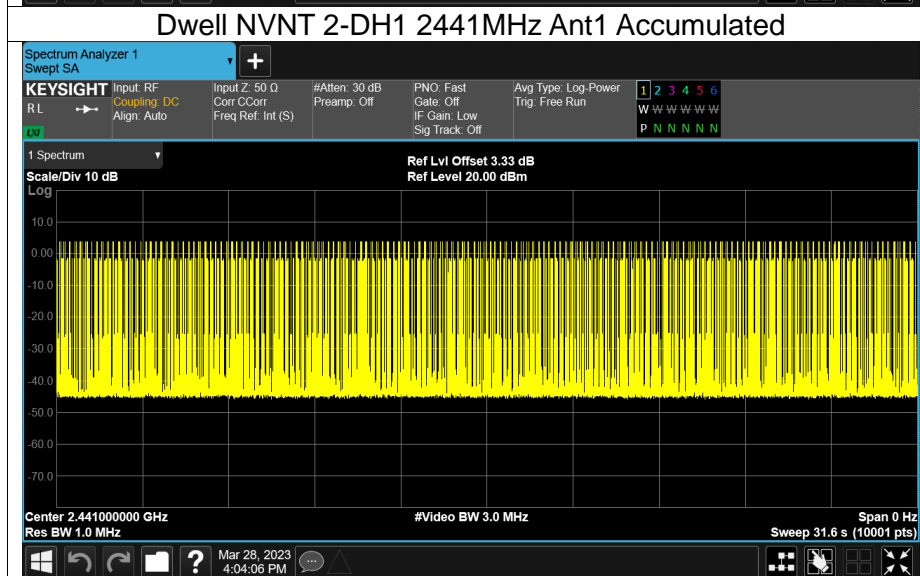 Dwell NVNT 2-DH1 2441MHz Ant1 Accumulated
Spectrum Analyzer 1
Swept SA
+
KEYSIGHT Input: RF Input Z: 50 Ω #Atten: 30 dB PNO: Fast Avg Type: Log-Power 1 2 3 4 5 6
R L Coupling: DC Corr CCorr Preamp: Off Gate: Off Trig: Free Run W W W W W W
Align: Auto Freq Ref: Int (S) IF Gain: Low
LXI Sig Track: Off P N N N N N
1 Spectrum Ref Lvl Offset 3.33 dB
Scale/Div 10 dB Ref Level 20.00 dBm
Log
10.0
0.00
-10.0
-20.0
-30.0
-40.0
-50.0
-60.0
-70.0
Center 2.441000000 GHz #Video BW 3.0 MHz Span 0 Hz
Res BW 1.0 MHz Sweep 31.6 s (10001 pts)
? Mar 28, 2023
4:04:06 PM